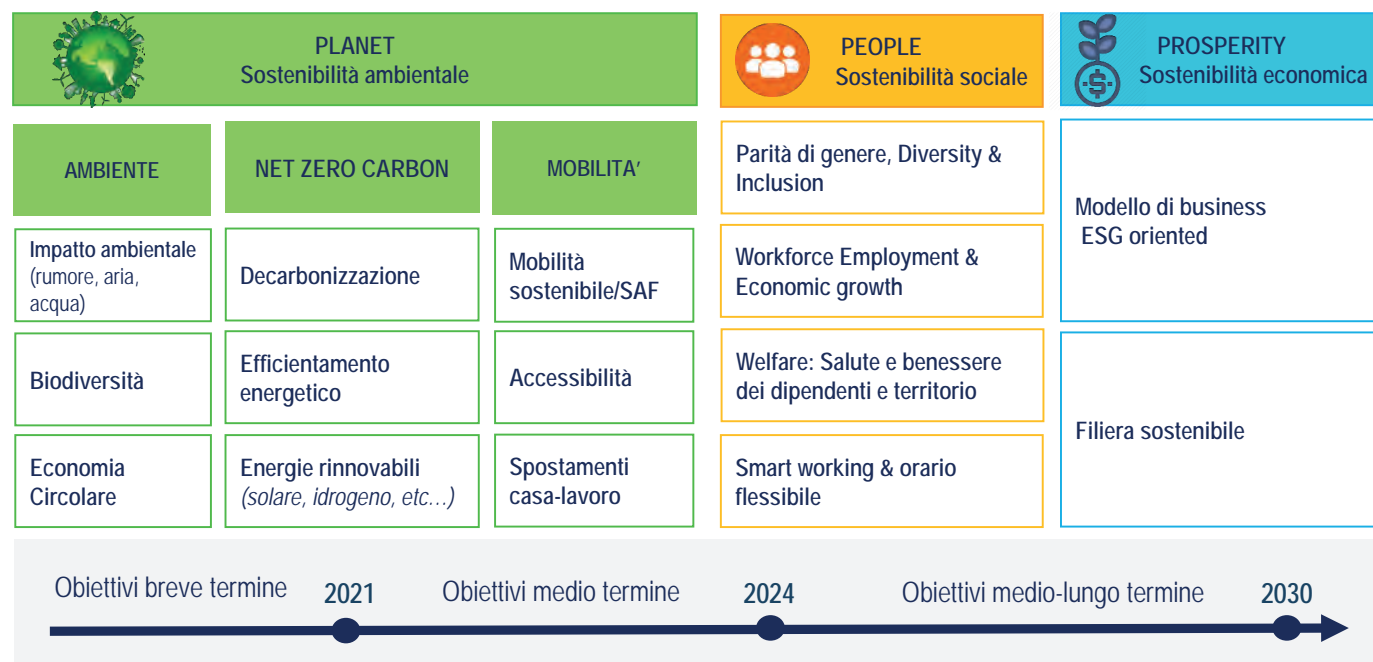 PLANET
Sostenibilità ambientale
PEOPLE
Sostenibilità sociale
PROSPERITY
Sostenibilità economica
AMBIENTE
NET ZERO CARBON
MOBILITA’
Impatto ambientale
(rumore, aria,
acqua)
Decarbonizzazione
Mobilità
sostenibile/SAF
Biodiversità
Efficientamento
energetico
Accessibilità
Economia
Circolare
Energie rinnovabili
(solare, idrogeno, etc…)
Spostamenti
casa-lavoro
Parità di genere, Diversity &
Inclusion
Workforce Employment &
Economic growth
Welfare: Salute e benessere
dei dipendenti e territorio
Smart working & orario
flessibile
Modello di business
ESG oriented
Filiera sostenibile
Obiettivi breve termine
2021
Obiettivi medio termine
2024
Obiettivi medio-lungo termine
2030